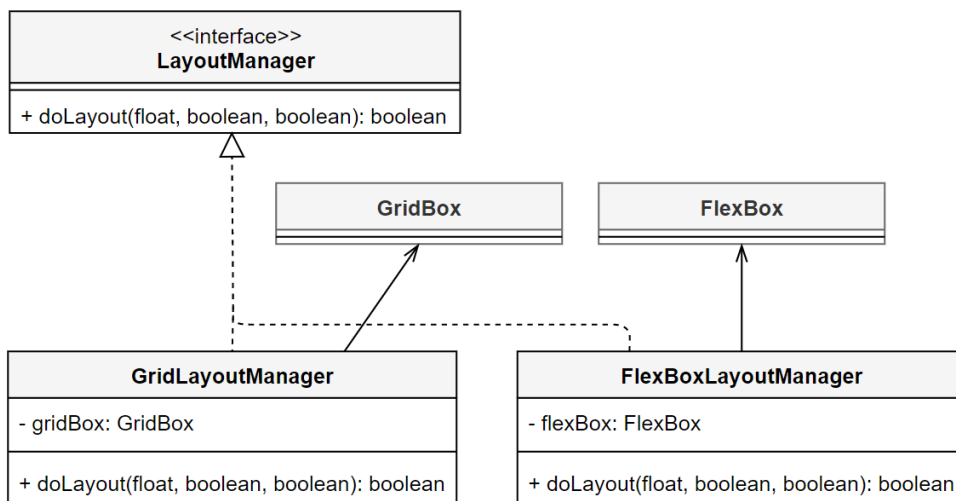 <<interface>>
LayoutManager
+ doLayout(float, boolean, boolean): boolean
GridBox
FlexBox
GridLayoutManager
- gridBox: GridBox
+ doLayout(float, boolean, boolean): boolean
FlexBoxLayoutManager
- flexBox: FlexBox
+ doLayout(float, boolean, boolean): boolean